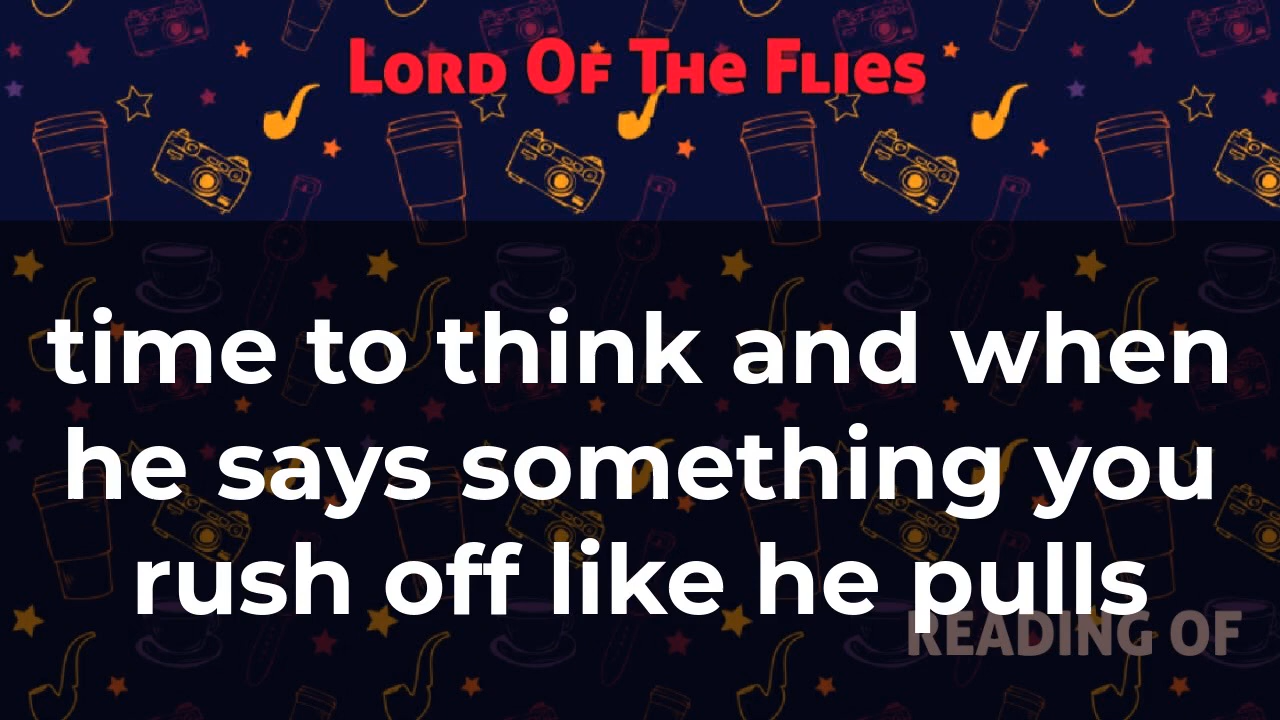 Lord Of The Flies
time to think and when
he says something you
rush off like he pulls
READING OF